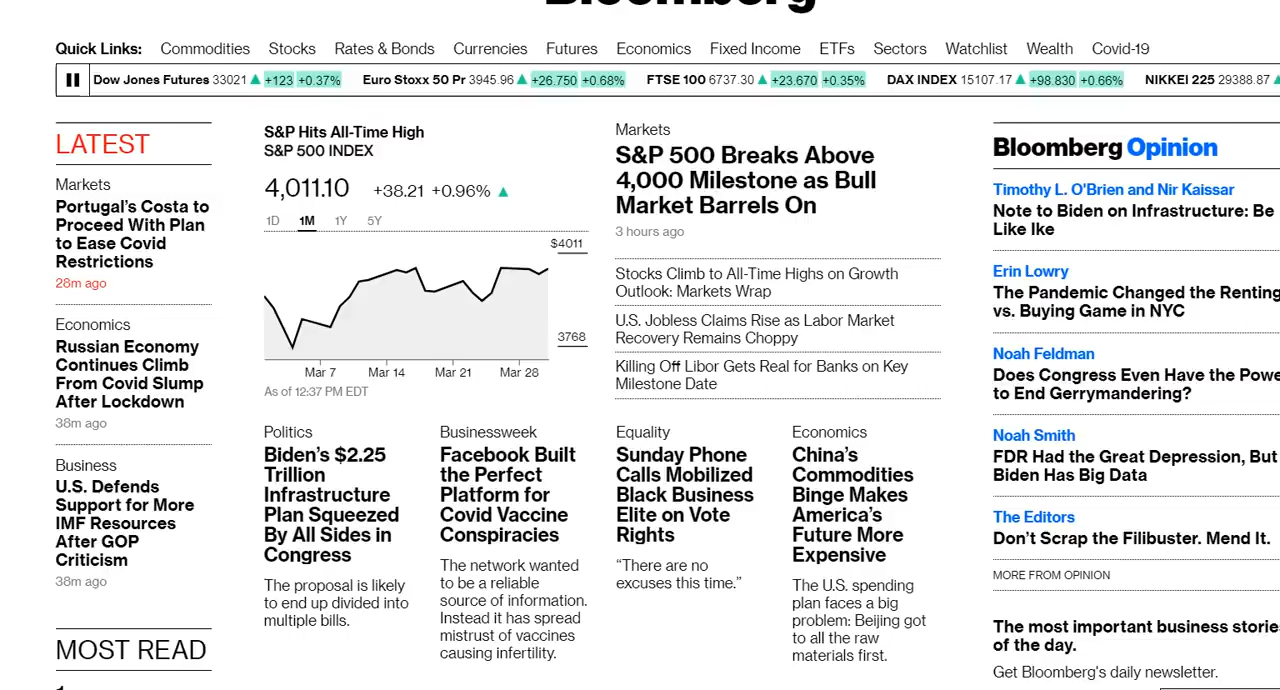 Bloomberg
Quick Links: Commodities Stocks Rates & Bonds Currencies Futures Economics Fixed Income ETFs Sectors Watchlist Wealth Covid-19
Dow Jones Futures 33021 ▲ +123 +0.37% Euro Stoxx 50 Pr 3945.96 ▲ +26.750 +0.68% FTSE 100 6737.30 ▲ +23.670 +0.35% DAX INDEX 15107.17 ▲ +98.830 +0.66% NIKKEI 225 29388.87
LATEST
Markets
Portugal's Costa to
Proceed With Plan
to Ease Covid
Restrictions
28m ago
Economics
Russian Economy
Continues Climb
From Covid Slump
After Lockdown
38m ago
Business
U.S. Defends
Support for More
IMF Resources
After GOP
Criticism
38m ago
MOST READ
S&P Hits All-Time High
S&P 500 INDEX
4,011.10 +38.21 +0.96% ▲
1D 1M 1Y 5Y
$4011
3768
Mar 7 Mar 14 Mar 21 Mar 28
As of 12:37 PM EDT
Markets
S&P 500 Breaks Above
4,000 Milestone as Bull
Market Barrels On
3 hours ago
Stocks Climb to All-Time Highs on Growth
Outlook: Markets Wrap
U.S. Jobless Claims Rise as Labor Market
Recovery Remains Choppy
Killing Off Libor Gets Real for Banks on Key
Milestone Date
Politics
Biden's $2.25
Trillion
Infrastructure
Plan Squeezed
By All Sides in
Congress
The proposal is likely
to end up divided into
multiple bills.
Businessweek
Facebook Built
the Perfect
Platform for
Covid Vaccine
Conspiracies
The network wanted
to be a reliable
source of information.
Instead it has spread
mistrust of vaccines
causing infertility.
Equality
Sunday Phone
Calls Mobilized
Black Business
Elite on Vote
Rights
“There are no
excuses this time.”
Economics
China's
Commodities
Binge Makes
America's
Future More
Expensive
The U.S. spending
plan faces a big
problem: Beijing got
to all the raw
materials first.
Bloomberg Opinion
Timothy L. O'Brien and Nir Kaissar
Note to Biden on Infrastructure: Be
Like Ike
Erin Lowry
The Pandemic Changed the Renting
vs. Buying Game in NYC
Noah Feldman
Does Congress Even Have the Powe
to End Gerrymandering?
Noah Smith
FDR Had the Great Depression, But
Biden Has Big Data
The Editors
Don't Scrap the Filibuster. Mend It.
MORE FROM OPINION
The most important business storie
of the day.
Get Bloomberg's daily newsletter.